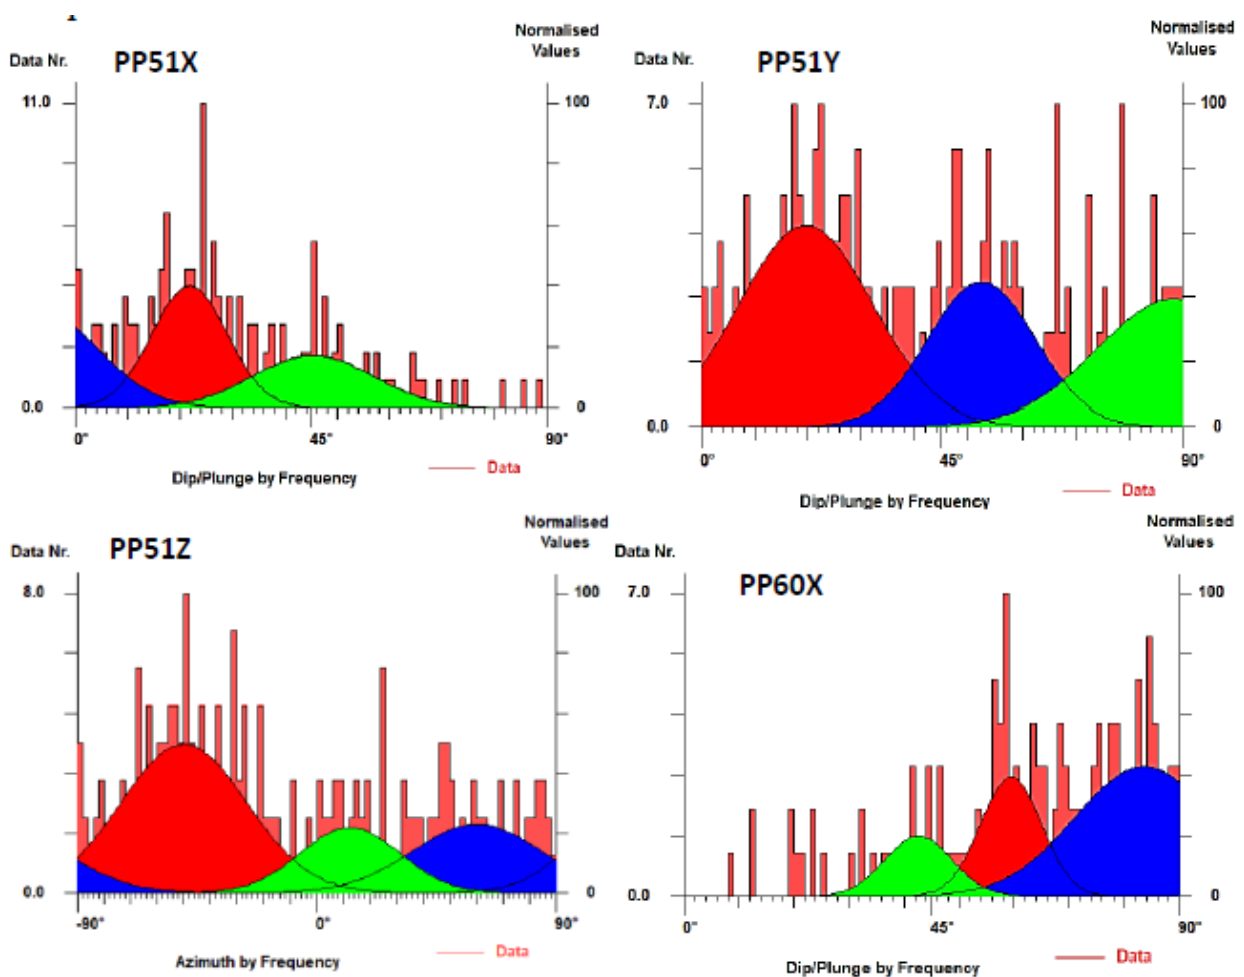 Normalised
Values
Data Nr.
PP51X
11.0
100
0.0
0
0°
45°
90°
Dip/Plunge by Frequency
Data
Normalised
Values
Data Nr.
PP51Y
7.0
100
0.0
0
0°
45°
90°
Dip/Plunge by Frequency
Data
Normalised
Values
Data Nr.
PP51Z
8.0
100
0.0
0
-90°
0°
90°
Azimuth by Frequency
Data
Normalised
Values
Data Nr.
PP60X
7.0
100
0.0
0
0°
45°
90°
Dip/Plunge by Frequency
Data